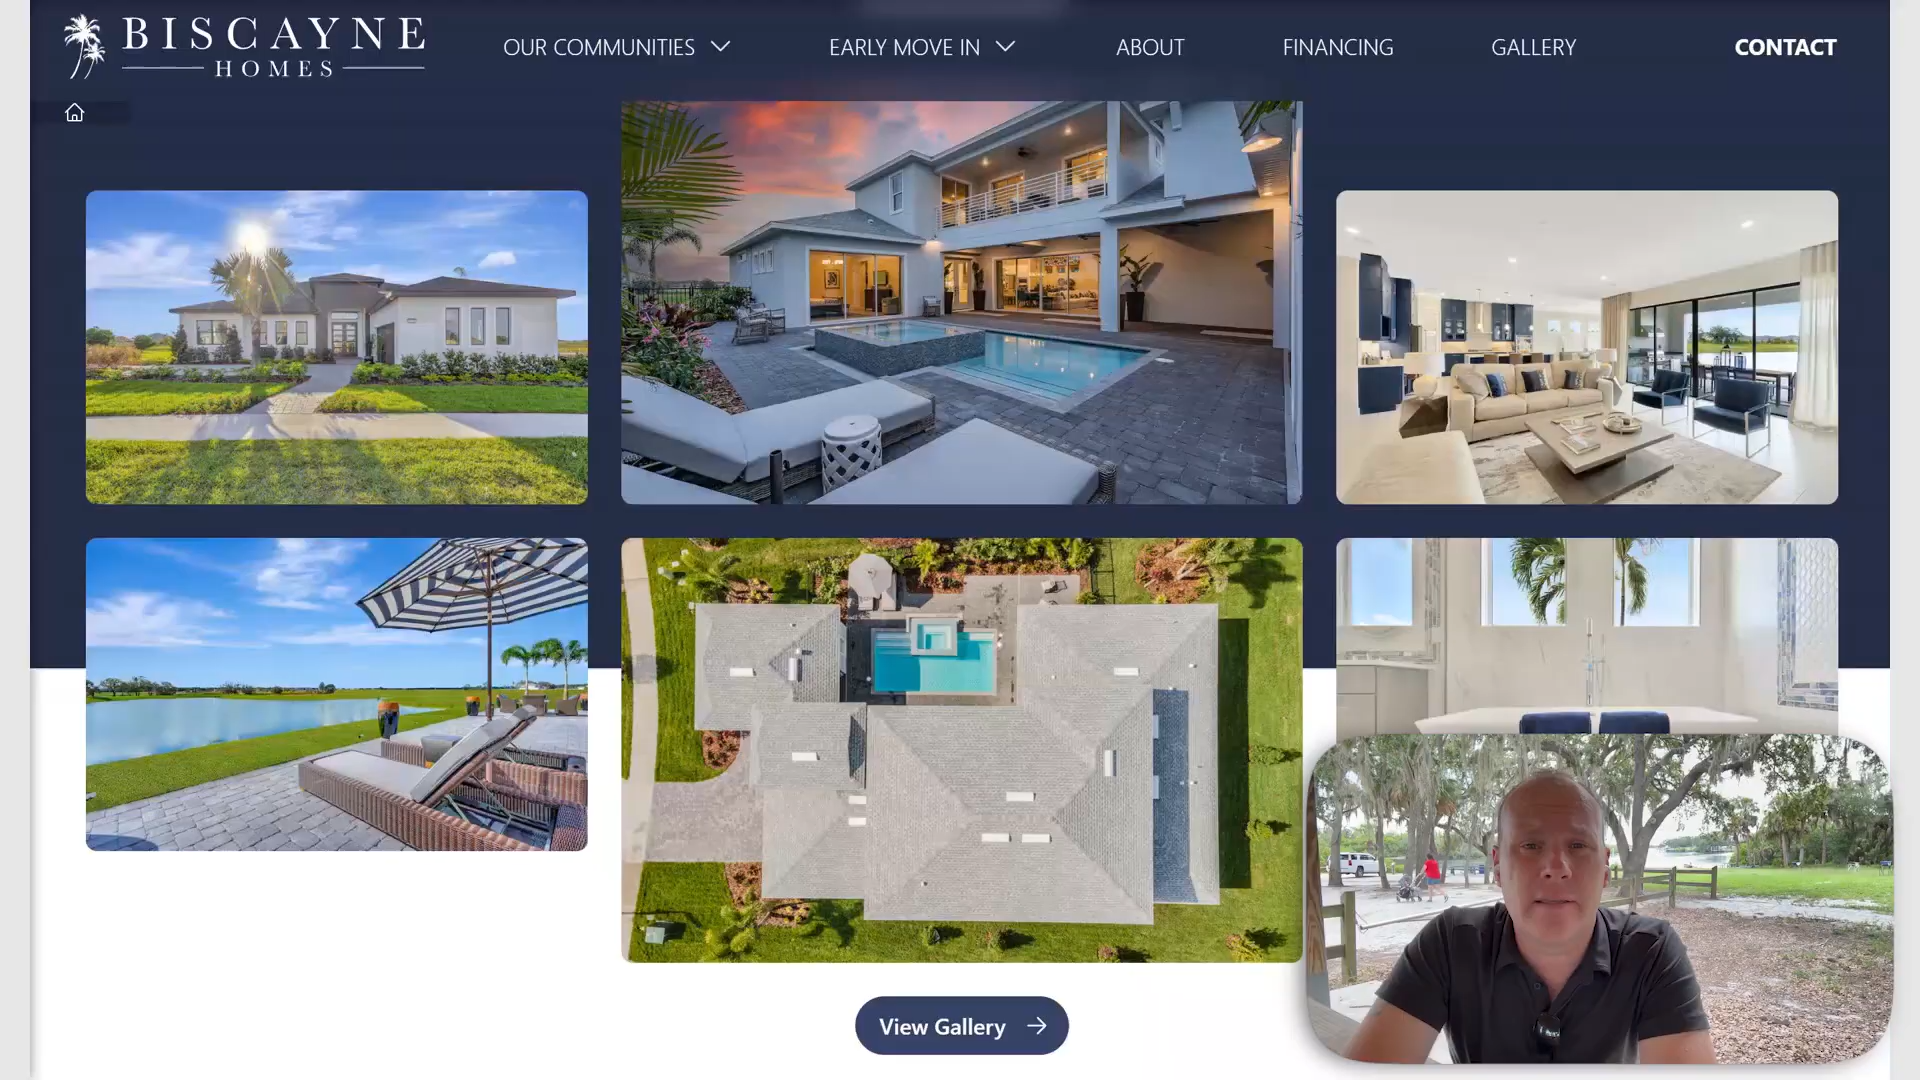 BISCAYNE
HOMES
OUR COMMUNITIES
EARLY MOVE IN
ABOUT
FINANCING
GALLERY
CONTACT
View Gallery